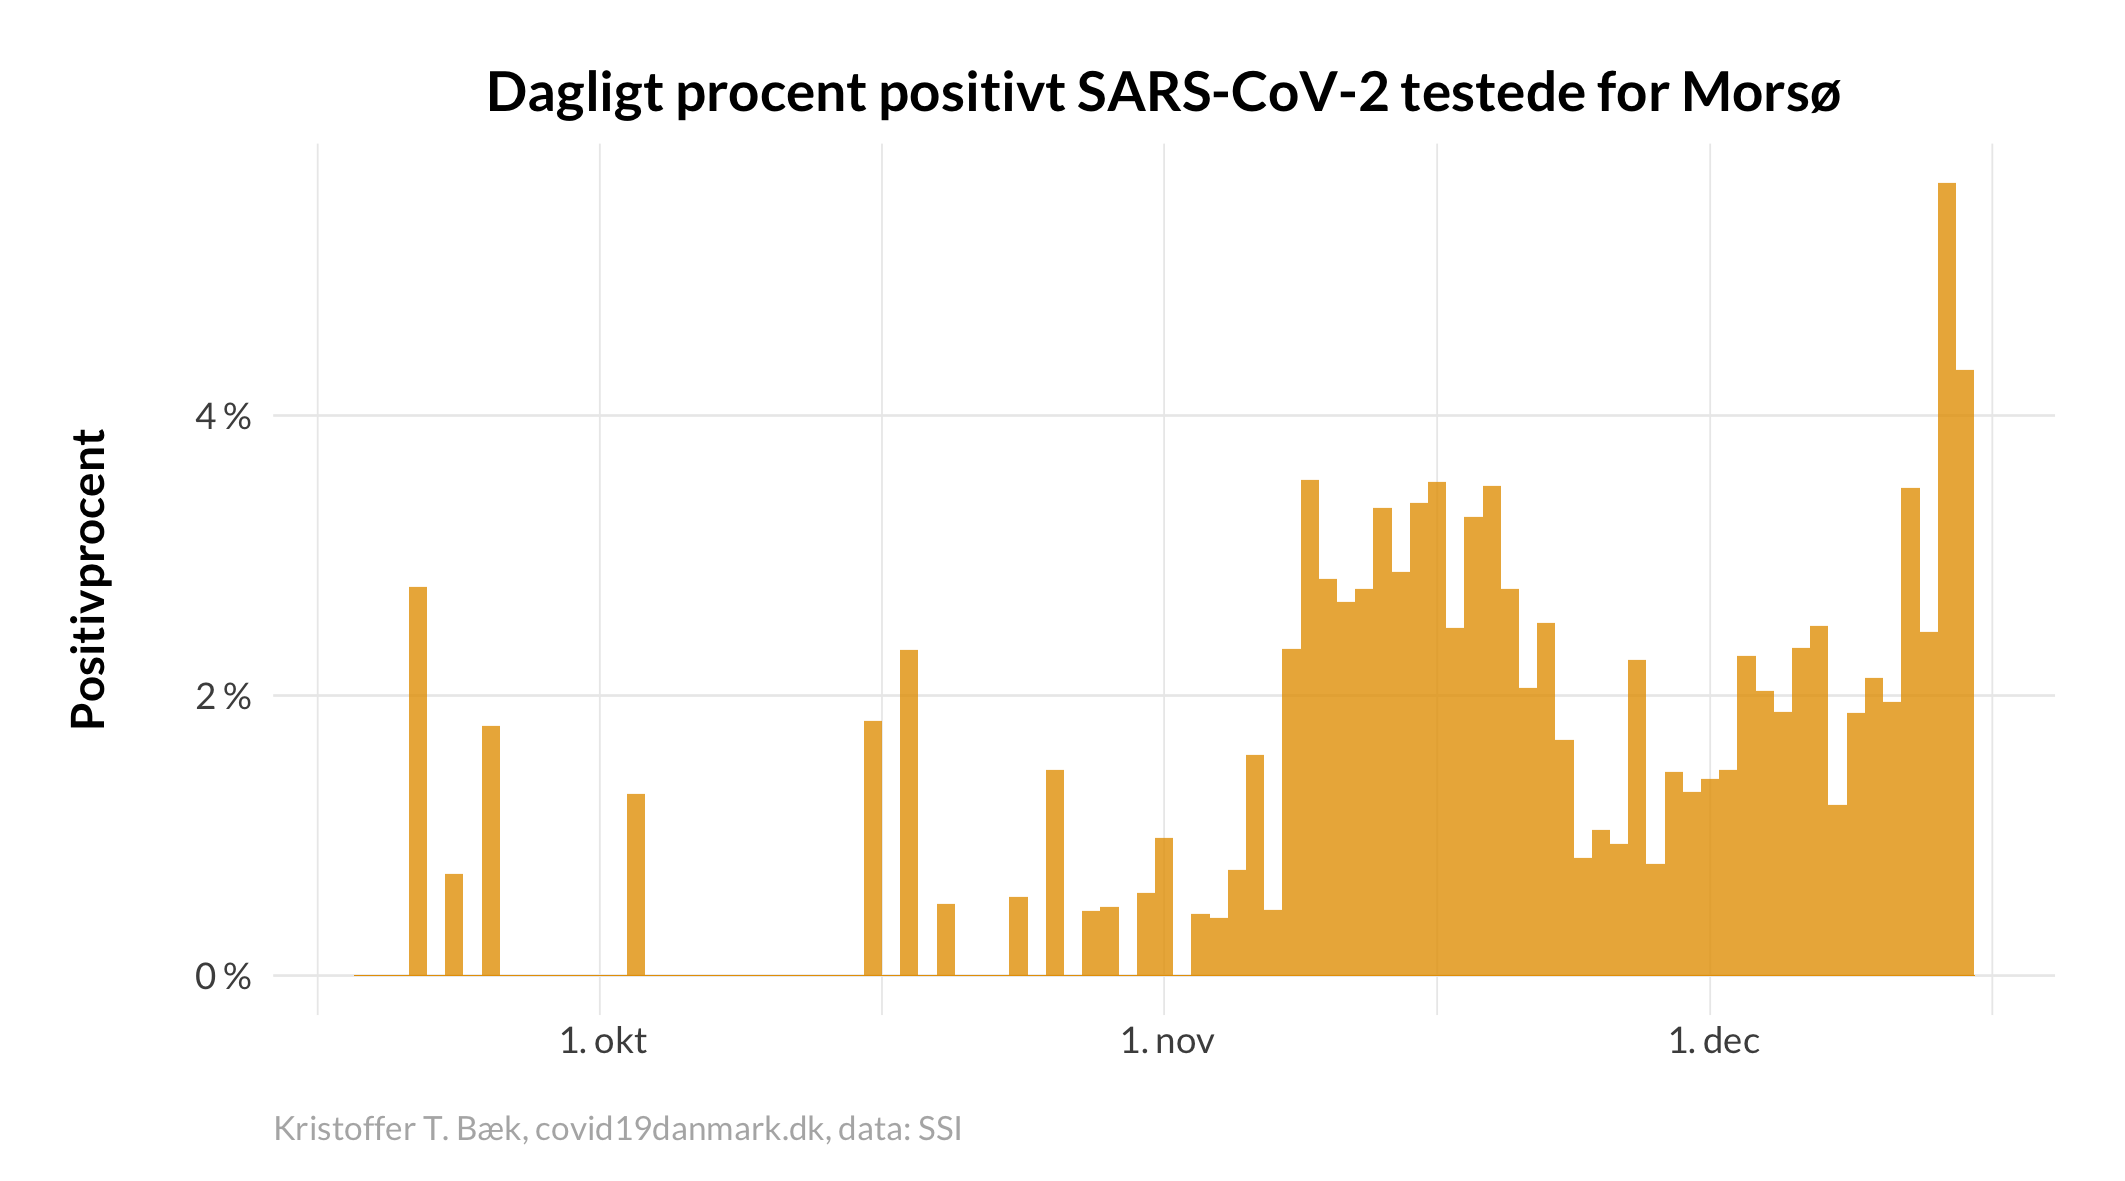 Dagligt procent positivt SARS-CoV-2 testede for Morsø
Positivprocent
4 %
2 %
0 %
1. okt
1. nov
1. dec
Kristoffer T. Bæk, covid19danmark.dk, data: SSI